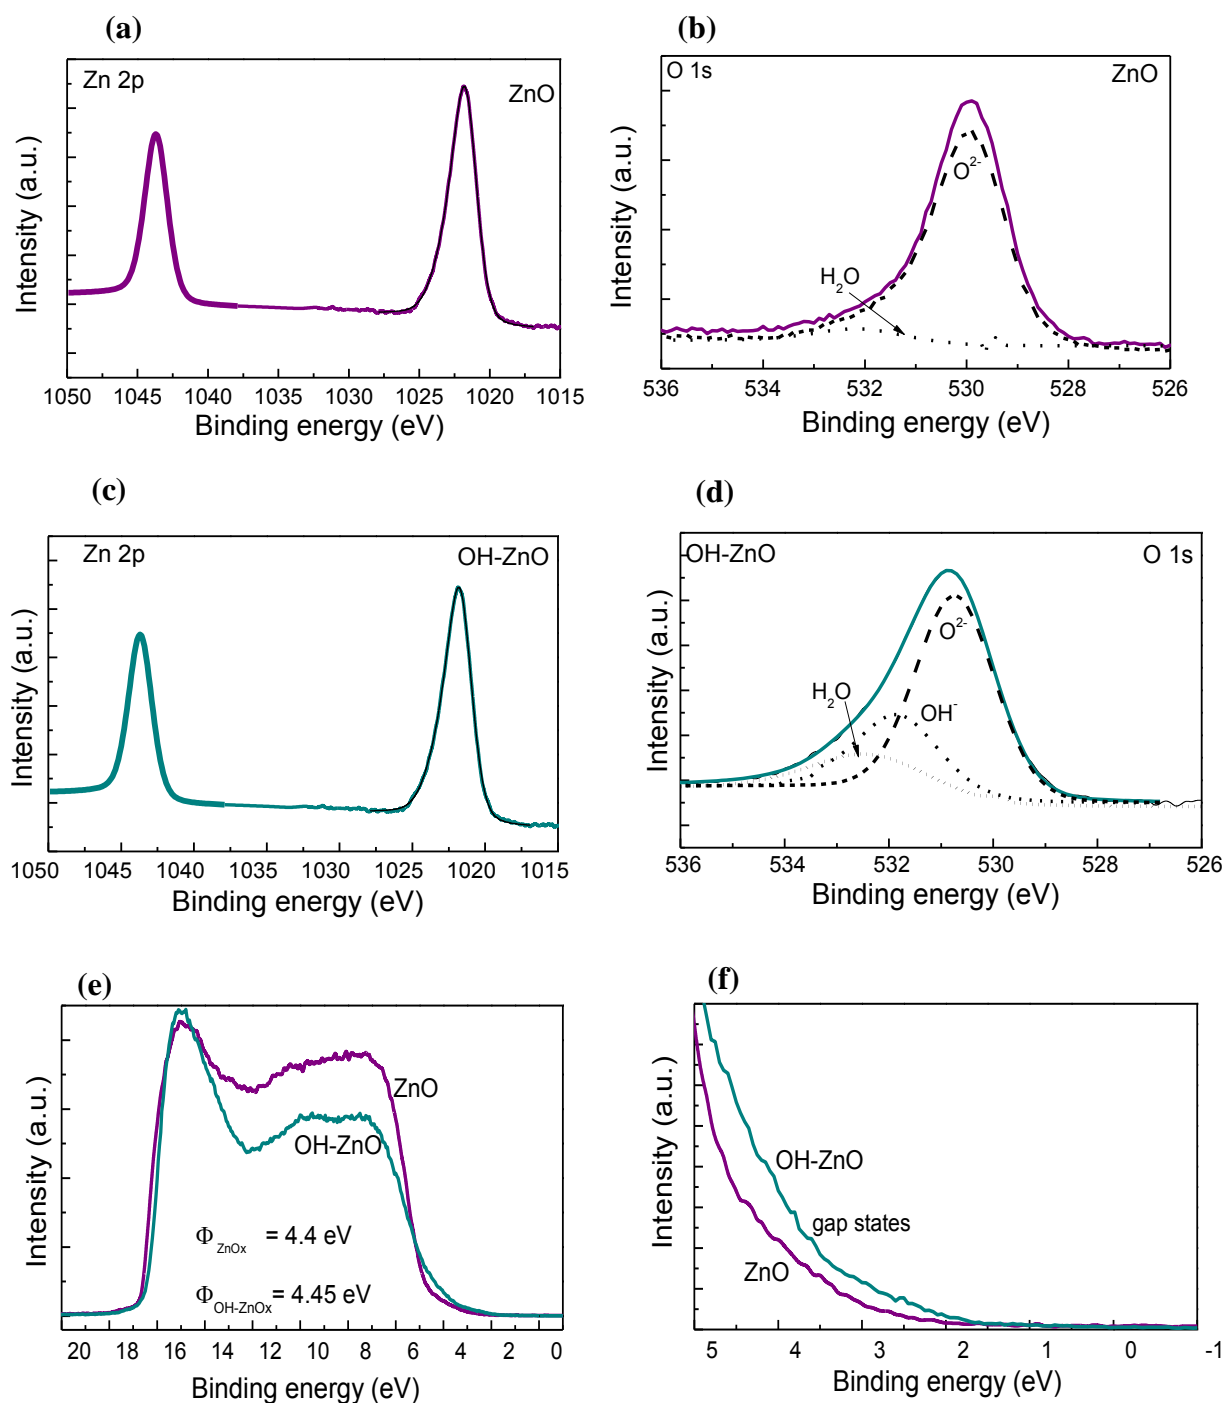 (a)
Zn 2p
ZnO
Intensity (a.u.)
1050 1045 1040 1035 1030 1025 1020 1015
Binding energy (eV)
(b)
O 1s
ZnO
O²⁻
H₂O
Intensity (a.u.)
536 534 532 530 528 526
Binding energy (eV)
(c)
Zn 2p
OH-ZnO
Intensity (a.u.)
1050 1045 1040 1035 1030 1025 1020 1015
Binding energy (eV)
(d)
OH-ZnO
O 1s
O²⁻
H₂O
OH⁻
Intensity (a.u.)
536 534 532 530 528 526
Binding energy (eV)
(e)
ZnO
OH-ZnO
Φ ZnOx = 4.4 eV
Φ OH-ZnOx = 4.45 eV
Intensity (a.u.)
20 18 16 14 12 10 8 6 4 2 0
Binding energy (eV)
(f)
OH-ZnO
gap states
ZnO
Intensity (a.u.)
5 4 3 2 1 0 -1
Binding energy (eV)